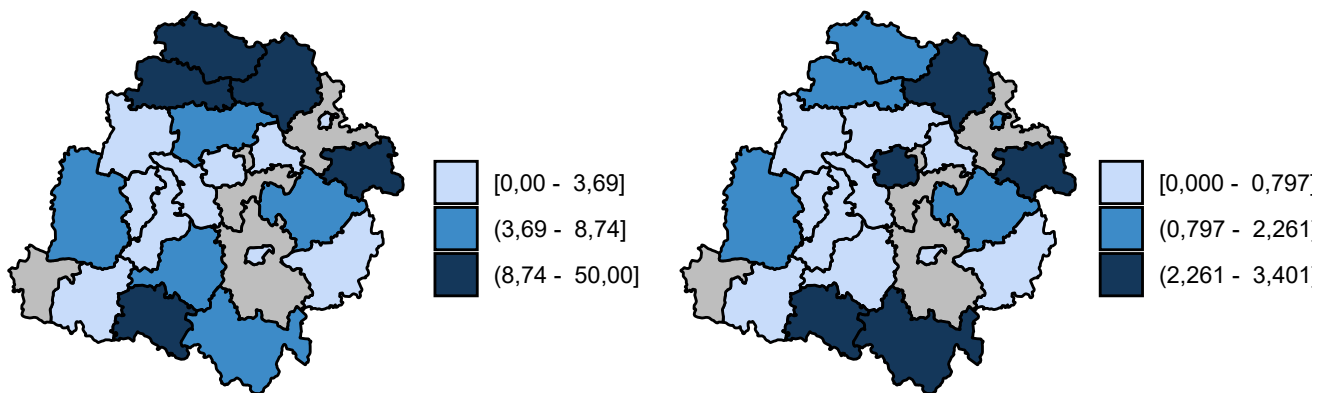 [0,00 - 3,69]
(3,69 - 8,74]
(8,74 - 50,00]
[0,000 - 0,797]
(0,797 - 2,261]
(2,261 - 3,401]